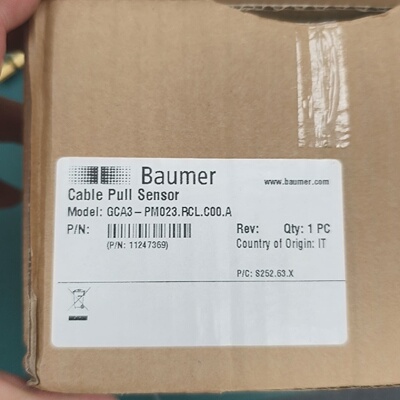 Baumer
www.baumer.com
Cable Pull Sensor
Model: GCA3-PM023.RCL.C00.A
P/N:
(P/N: 11247369)
Rev: Qty: 1 PC
Country of Origin: IT
P/C: S252.63.X